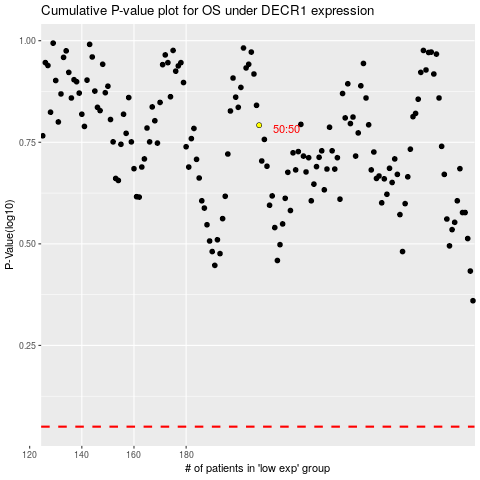 Cumulative P-value plot for OS under DECR1 expression
1.00
0.75
0.50
0.25
P-Value(log10)
50:50
120 140 160 180
# of patients in 'low exp' group